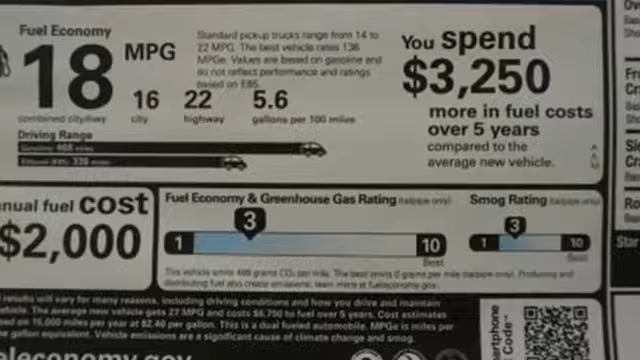 Fuel Economy
18 MPG
Standard pickup trucks range from 14 to
22 MPG. The best vehicle rates 136
MPGe. Values are based on gasoline and
do not reflect performance and ratings
based on E85.
16 22 5.6
combined city/hwy city highway gallons per 100 miles
Driving Range
You spend
$3,250
more in fuel costs
over 5 years
compared to the
average new vehicle.
fuel cost
$2,000
Fuel Economy & Greenhouse Gas Rating (tailpipe only)
3
1 10
Best
This vehicle emits 489 grams CO₂ per mile. The best emits 0 grams per mile (tailpipe only). Producing and
distributing fuel also create emissions; learn more at fueleconomy.gov.
Smog Rating (tailpipe only)
3
1 10
Best
results will vary for many reasons, including driving conditions and how you drive and maintain
vehicle. The average new vehicle gets 27 MPG and costs $6,750 to fuel over 5 years. Cost estimates
on 15,000 miles per year at $2.40 per gallon. This is a dual fueled automobile. MPGe is miles per
gallon equivalent. Vehicle emissions are a significant cause of climate change and smog.